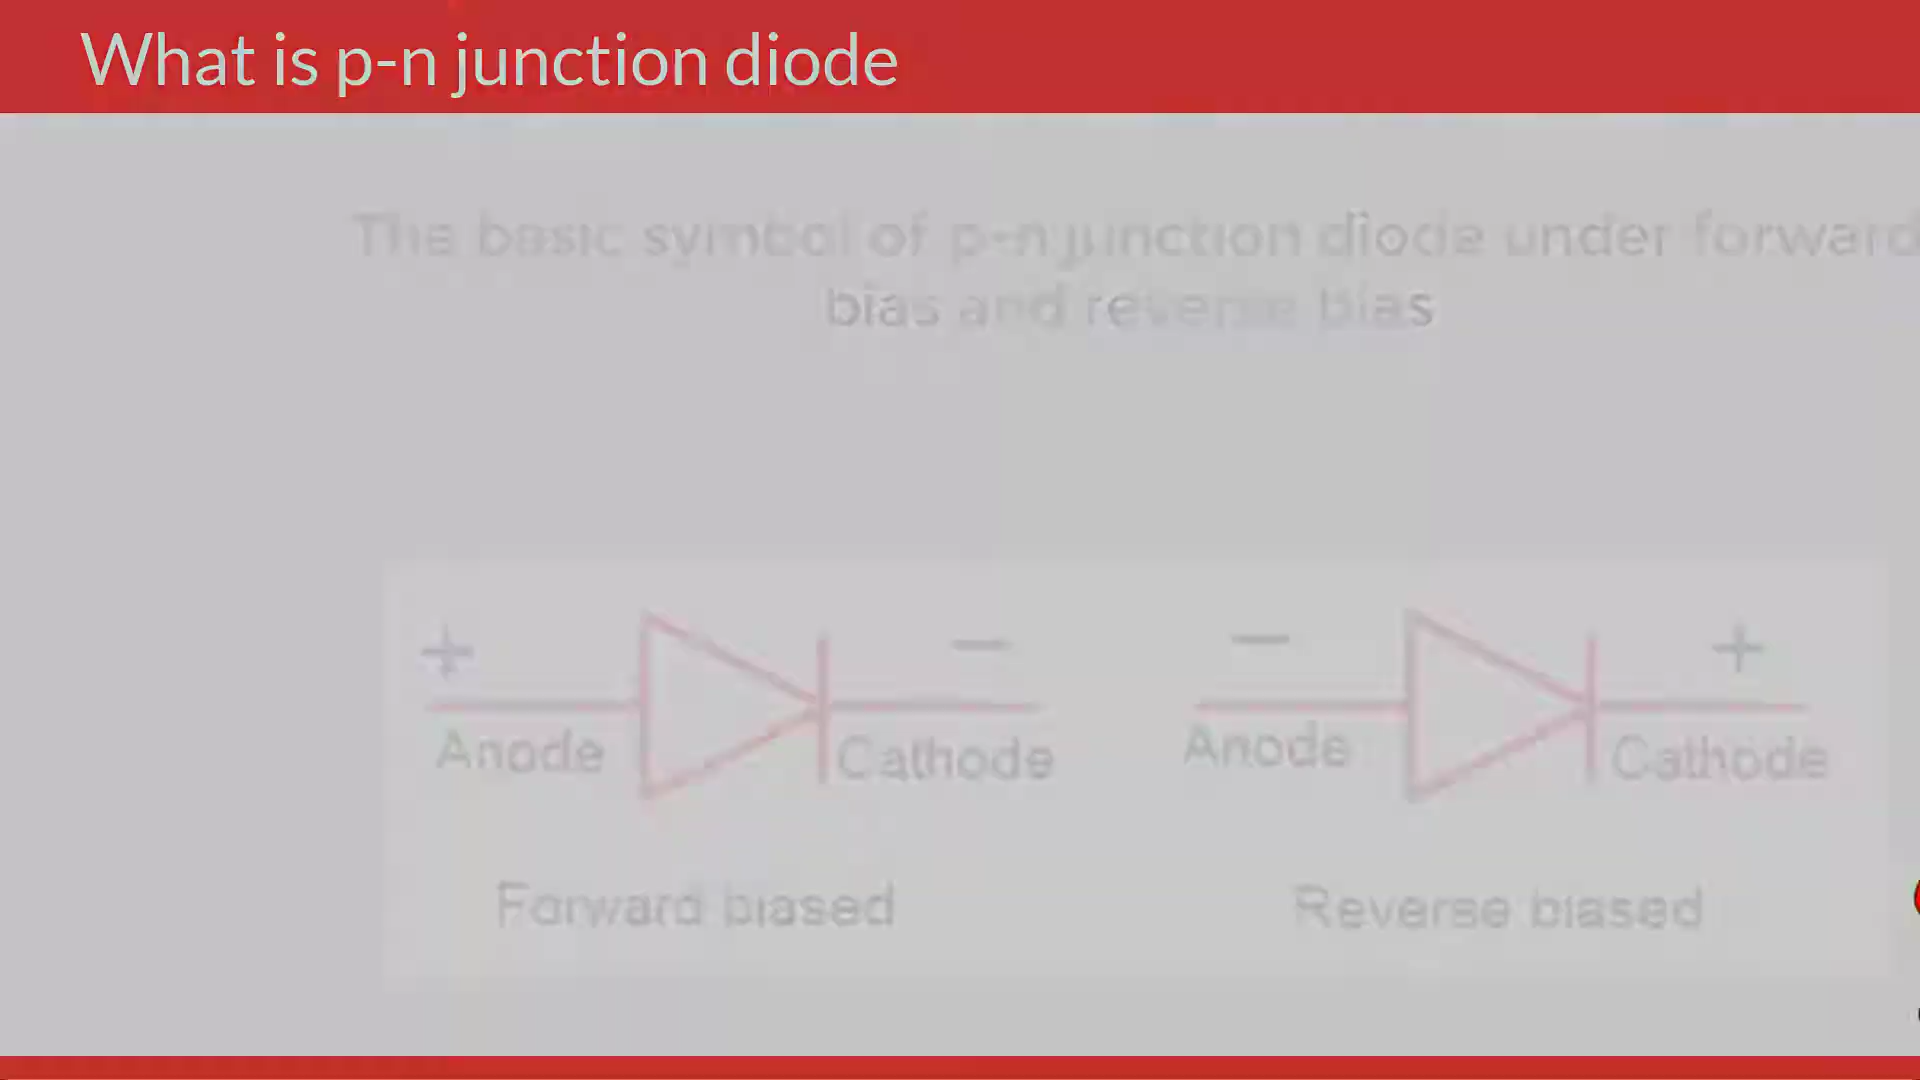 What is p-n junction diode
The basic symbol of p-n junction diode under forward
bias and reverse bias
+ − − +
Anode Cathode Anode Cathode
Forward biased Reverse biased